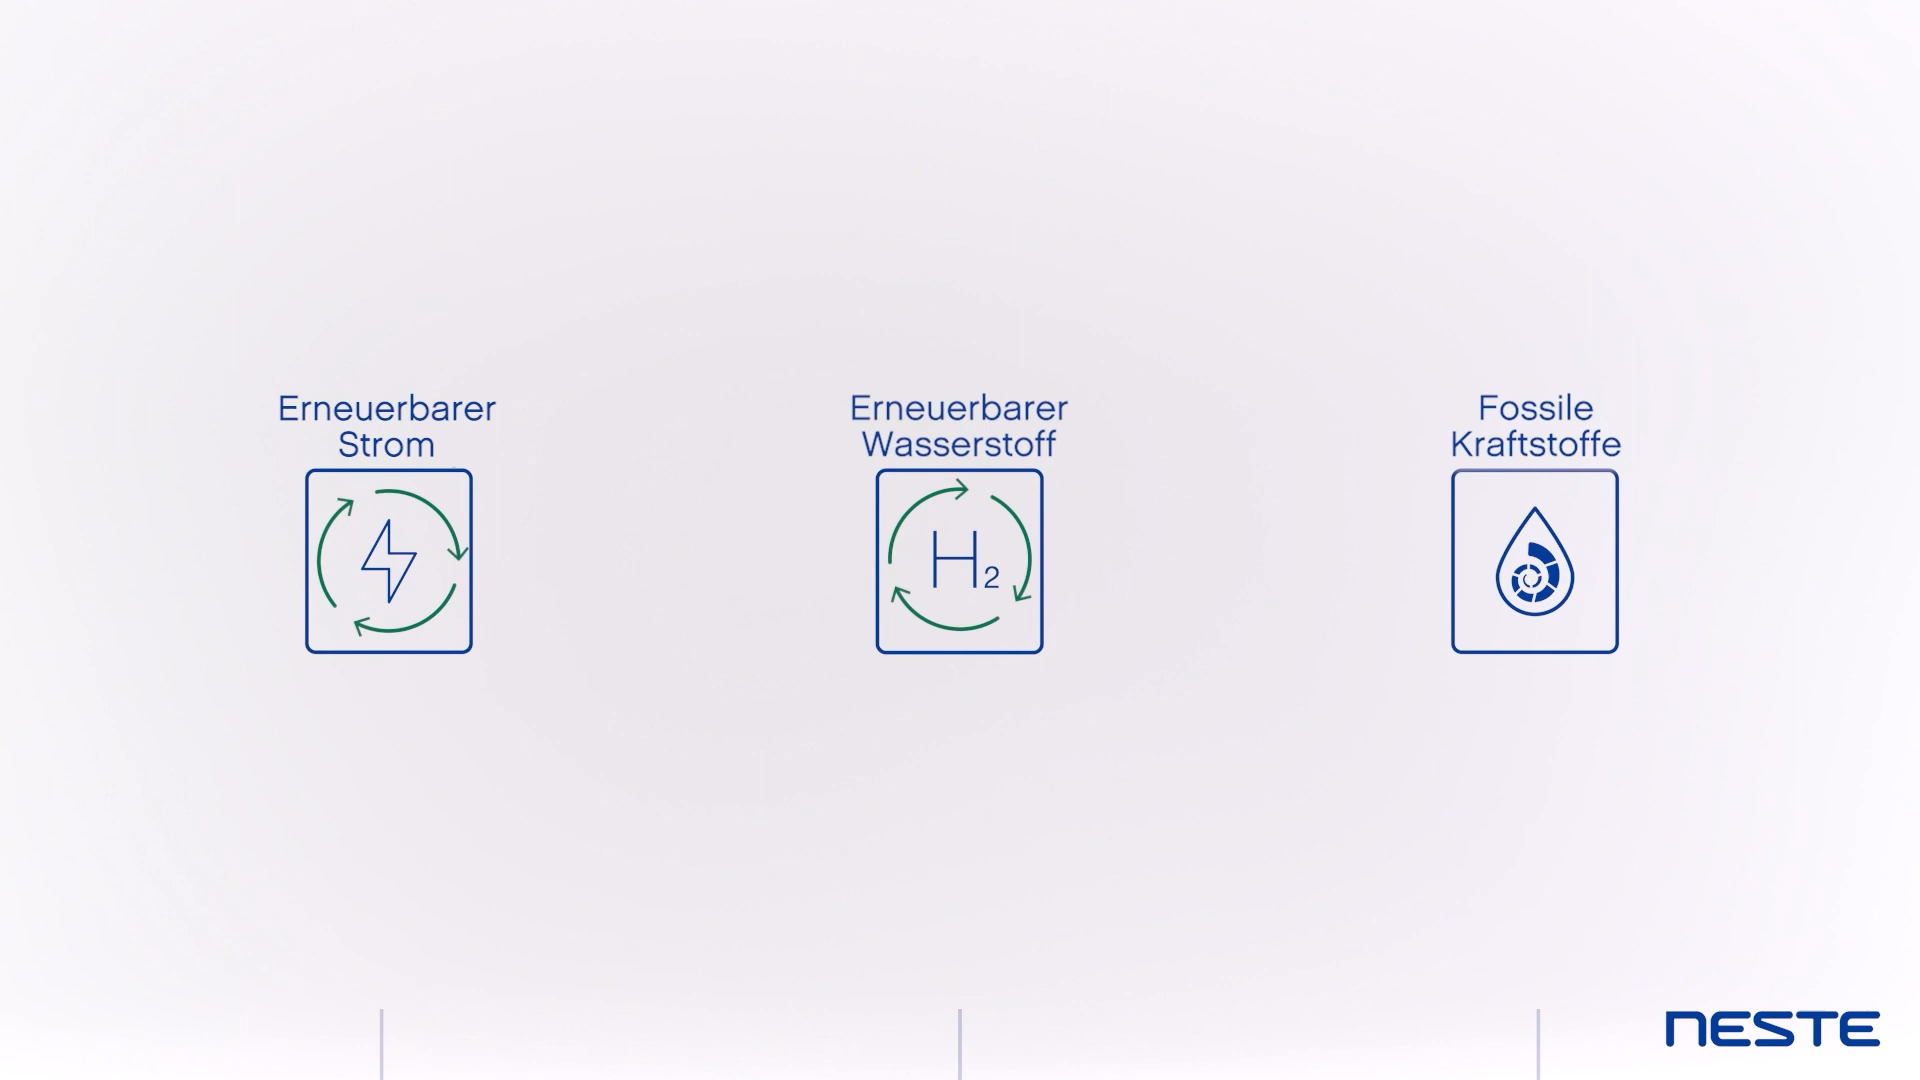 Erneuerbarer
Strom
Erneuerbarer
Wasserstoff
H2
Fossile
Kraftstoffe
NESTE